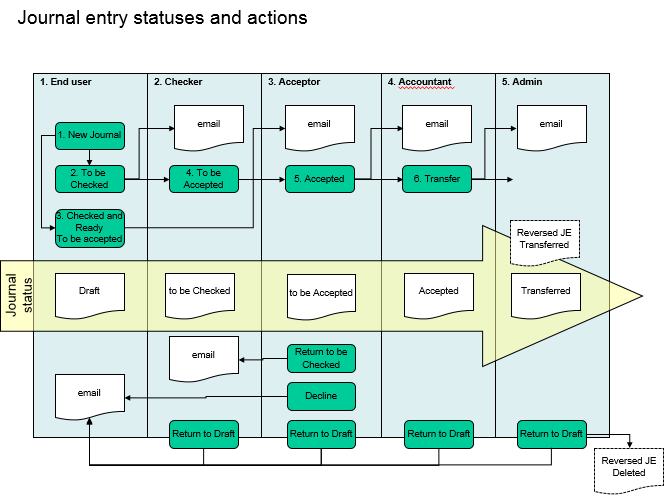 Journal entry statuses and actions
1. End user
2. Checker
3. Acceptor
4. Accountant
5. Admin
email
email
email
email
1. New Journal
2. To be
Checked
4. To be
Accepted
5. Accepted
6. Transfer
3. Checked and
Ready
To be accepted
Reversed JE
Transferred
Journal
status
Draft
to be Checked
to be Accepted
Accepted
Transferred
email
Return to be
Checked
email
Decline
Return to Draft
Return to Draft
Return to Draft
Return to Draft
Reversed JE
Deleted